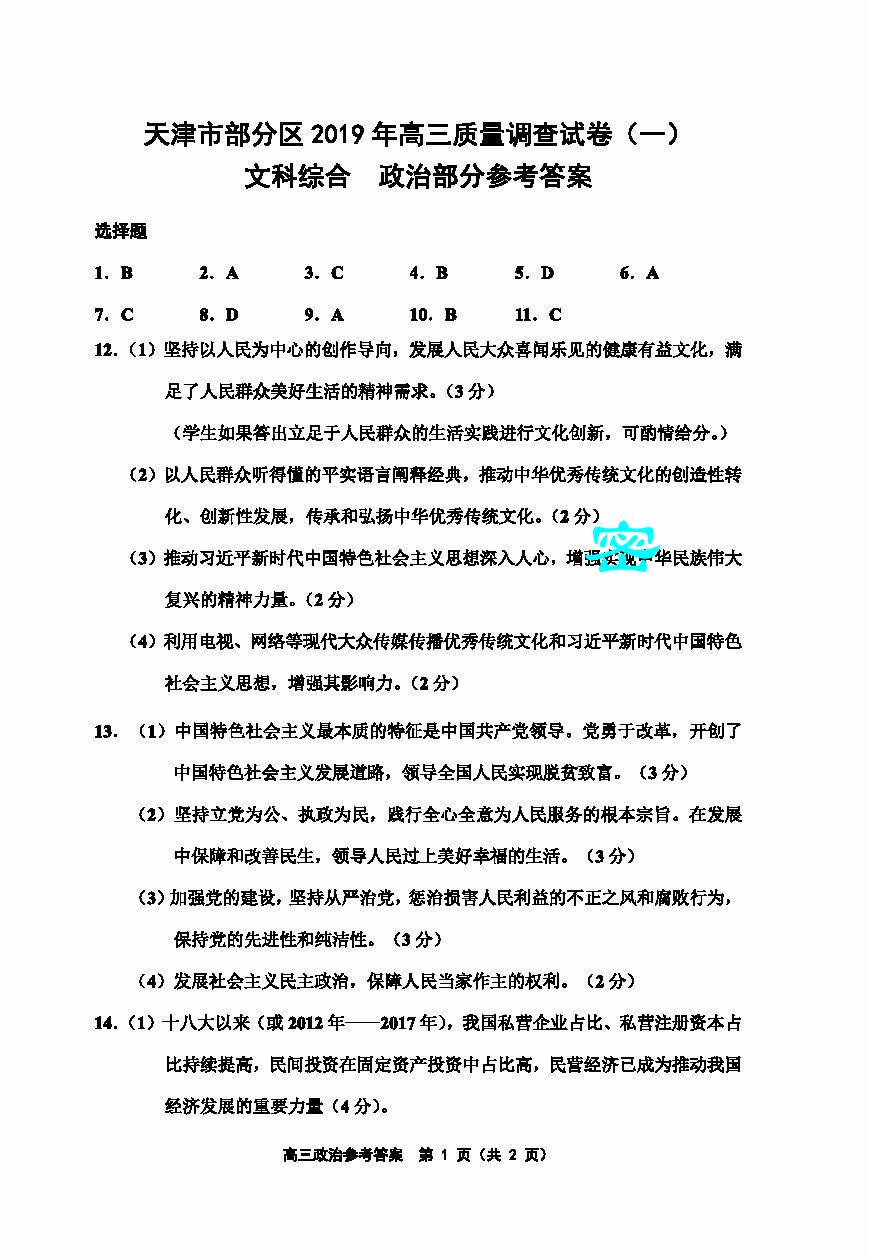 天津市部分区 2019 年高三质量调查试卷（一）
文科综合 政治部分参考答案
选择题
1．B 2．A 3．C 4．B 5．D 6．A
7．C 8．D 9．A 10．B 11．C
12.（1）坚持以人民为中心的创作导向，发展人民大众喜闻乐见的健康有益文化，满
足了人民群众美好生活的精神需求。（3 分）
（学生如果答出立足于人民群众的生活实践进行文化创新，可酌情给分。）
（2）以人民群众听得懂的平实语言阐释经典，推动中华优秀传统文化的创造性转
化、创新性发展，传承和弘扬中华优秀传统文化。（2 分）
（3）推动习近平新时代中国特色社会主义思想深入人心，增强实现中华民族伟大
复兴的精神力量。（2 分）
（4）利用电视、网络等现代大众传媒传播优秀传统文化和习近平新时代中国特色
社会主义思想，增强其影响力。（2 分）
13. （1）中国特色社会主义最本质的特征是中国共产党领导。党勇于改革，开创了
中国特色社会主义发展道路，领导全国人民实现脱贫致富。（3 分）
（2）坚持立党为公、执政为民，践行全心全意为人民服务的根本宗旨。在发展
中保障和改善民生，领导人民过上美好幸福的生活。（3 分）
（3）加强党的建设，坚持从严治党，惩治损害人民利益的不正之风和腐败行为，
保持党的先进性和纯洁性。（3 分）
（4）发展社会主义民主政治，保障人民当家作主的权利。（2 分）
14.（1）十八大以来（或 2012 年——2017 年），我国私营企业占比、私营注册资本占
比持续提高，民间投资在固定资产投资中占比高，民营经济已成为推动我国
经济发展的重要力量（4 分）。
高三政治参考答案 第 1 页（共 2 页）